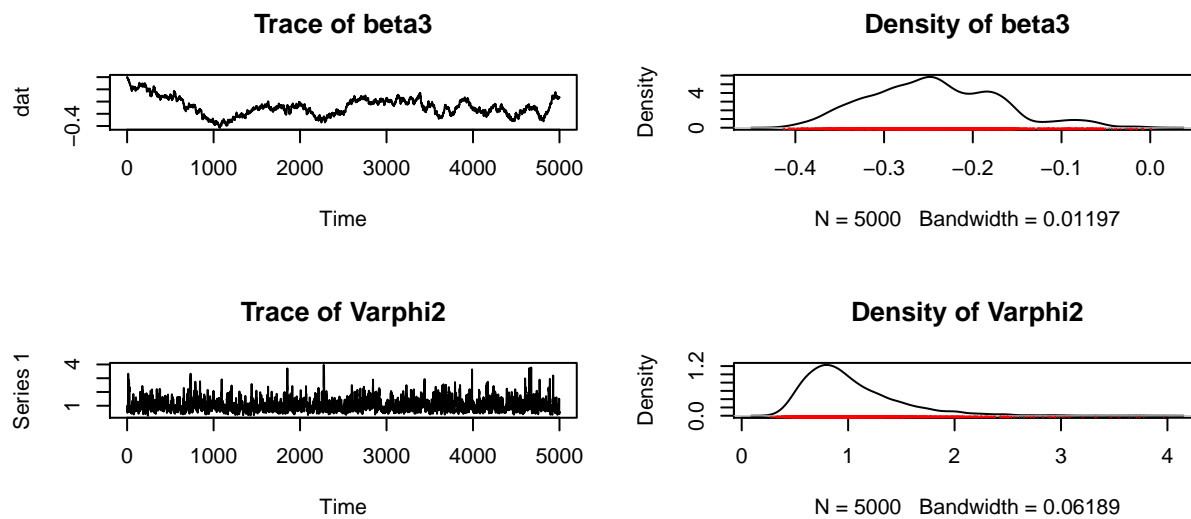 Trace of beta3
dat
−0.4
0 1000 2000 3000 4000 5000
Time
Density of beta3
Density
0 4
−0.4 −0.3 −0.2 −0.1 0.0
N = 5000 Bandwidth = 0.01197
Trace of Varphi2
Series 1
1 4
0 1000 2000 3000 4000 5000
Time
Density of Varphi2
Density
0.0 1.2
0 1 2 3 4
N = 5000 Bandwidth = 0.06189